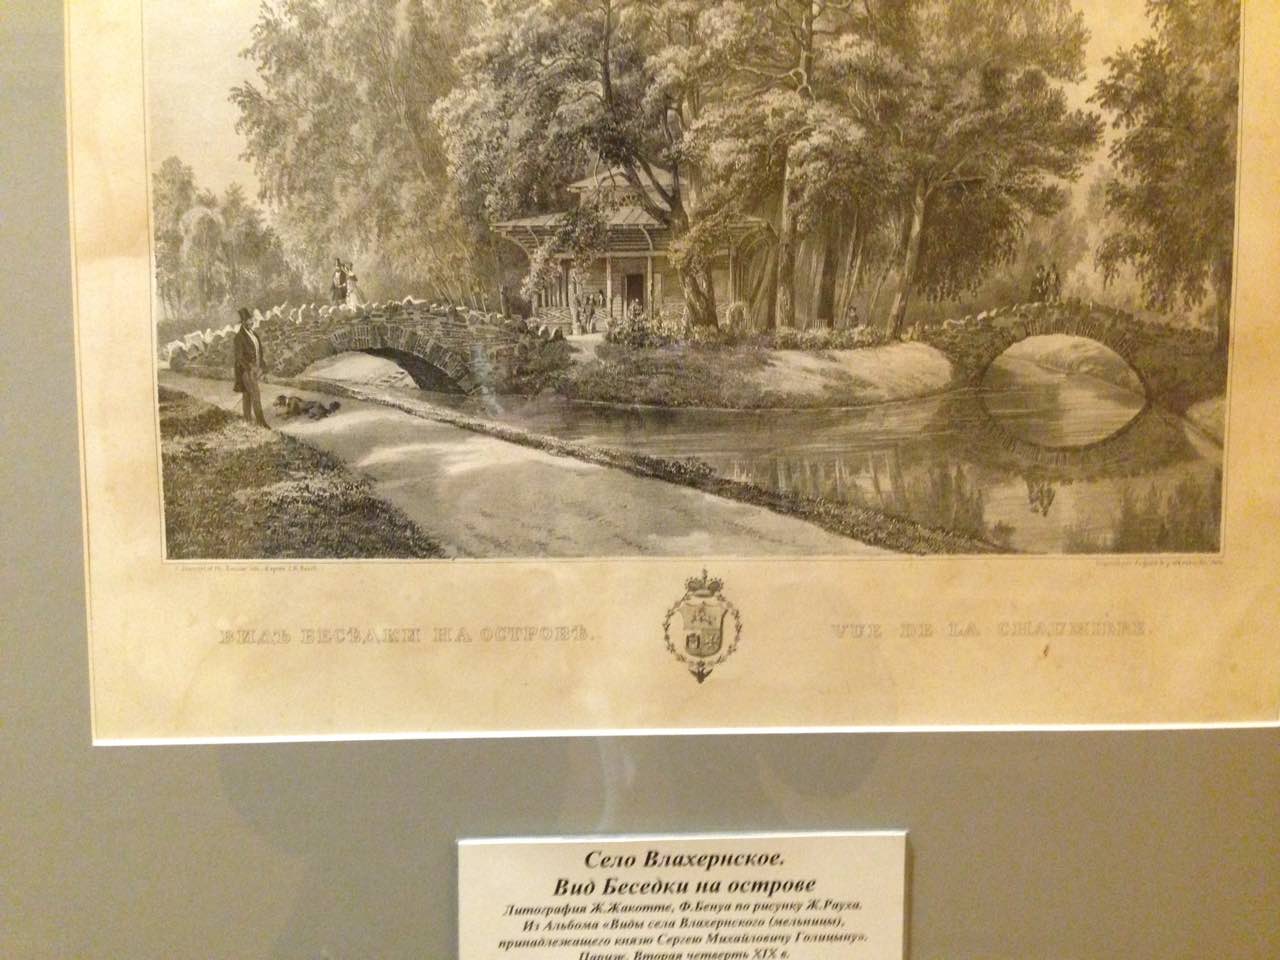 ВИДЪ БЕСѢДКИ НА ОСТРОВѢ.
VUE DE LA CHAUMIERE.
Село Влахернское.
Вид Беседки на острове
Литография Ж.Жакотте, Ф.Бенуа по рисунку Ж.Рауха.
Из Альбома «Виды села Влахернского (мельницы),
принадлежащего князю Сергею Михайловичу Голицыну».
Париж. Вторая четверть XIX в.